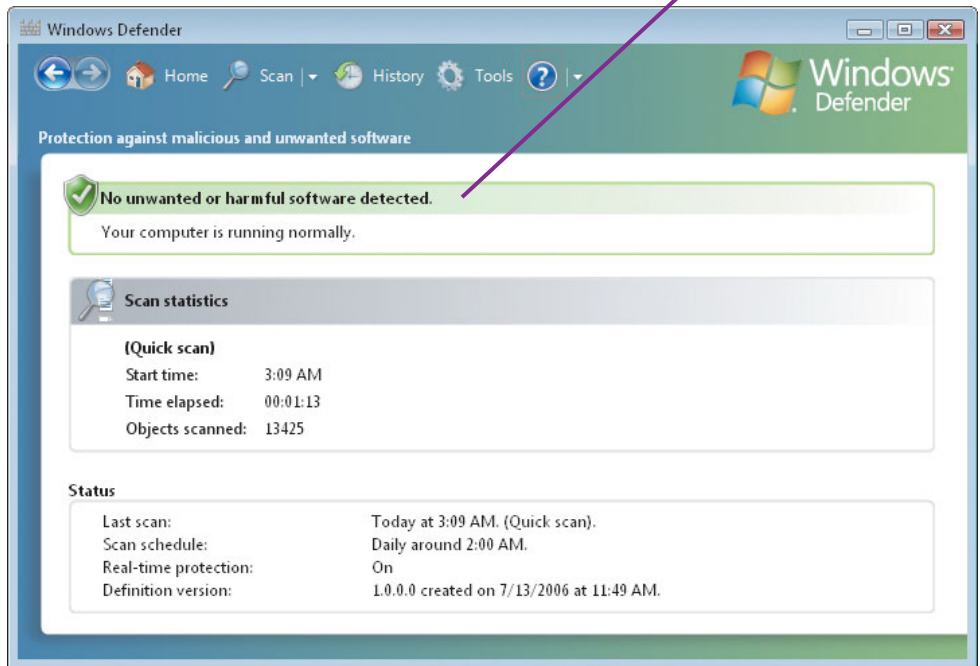 Windows Defender
Home Scan History Tools
Windows
Defender
Protection against malicious and unwanted software
No unwanted or harmful software detected.
Your computer is running normally.
Scan statistics
(Quick scan)
Start time: 3:09 AM
Time elapsed: 00:01:13
Objects scanned: 13425
Status
Last scan: Today at 3:09 AM. (Quick scan).
Scan schedule: Daily around 2:00 AM.
Real-time protection: On
Definition version: 1.0.0.0 created on 7/13/2006 at 11:49 AM.